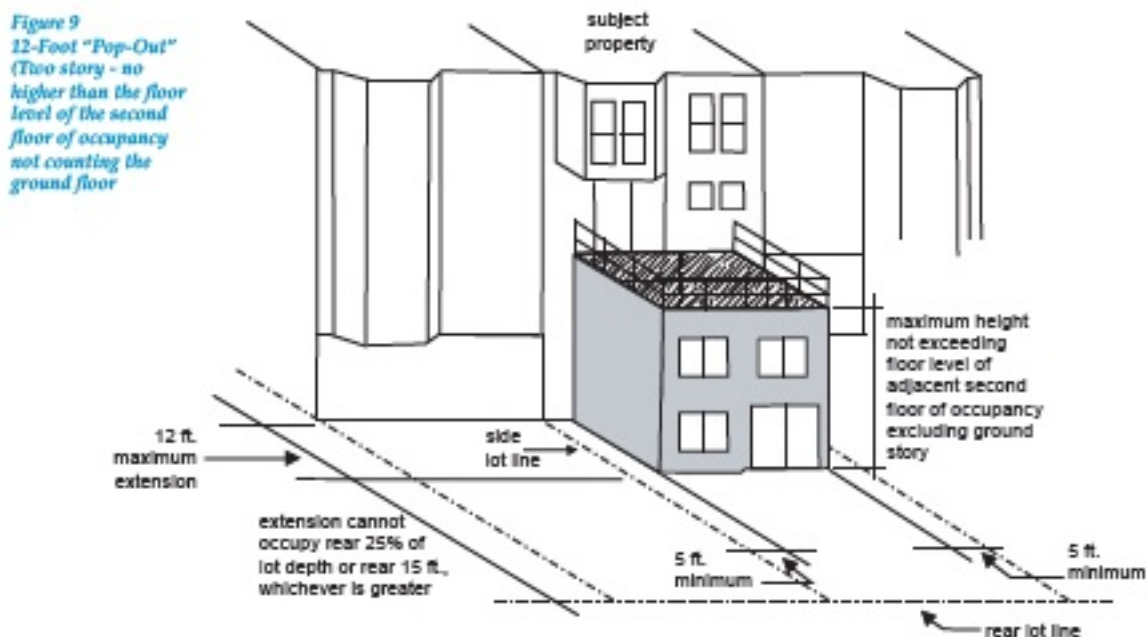 Figure 9
12-Foot "Pop-Out"
(Two story - no
higher than the floor
level of the second
floor of occupancy
not counting the
ground floor
subject
property
maximum height
not exceeding
floor level of
adjacent second
floor of occupancy
excluding ground
story
12 ft.
maximum
extension
side
lot line
extension cannot
occupy rear 25% of
lot depth or rear 15 ft.,
whichever is greater
5 ft.
minimum
5 ft.
minimum
rear lot line